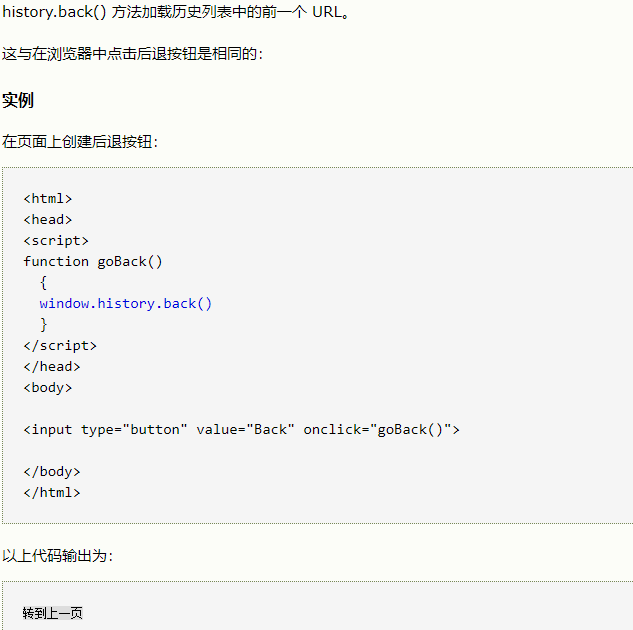 history.back() 方法加载历史列表中的前一个 URL。
这与在浏览器中点击后退按钮是相同的：
实例
在页面上创建后退按钮：
<html>
<head>
<script>
function goBack()
  {
  window.history.back()
  }
</script>
</head>
<body>
<input type="button" value="Back" onclick="goBack()">
</body>
</html>
以上代码输出为：
转到上一页